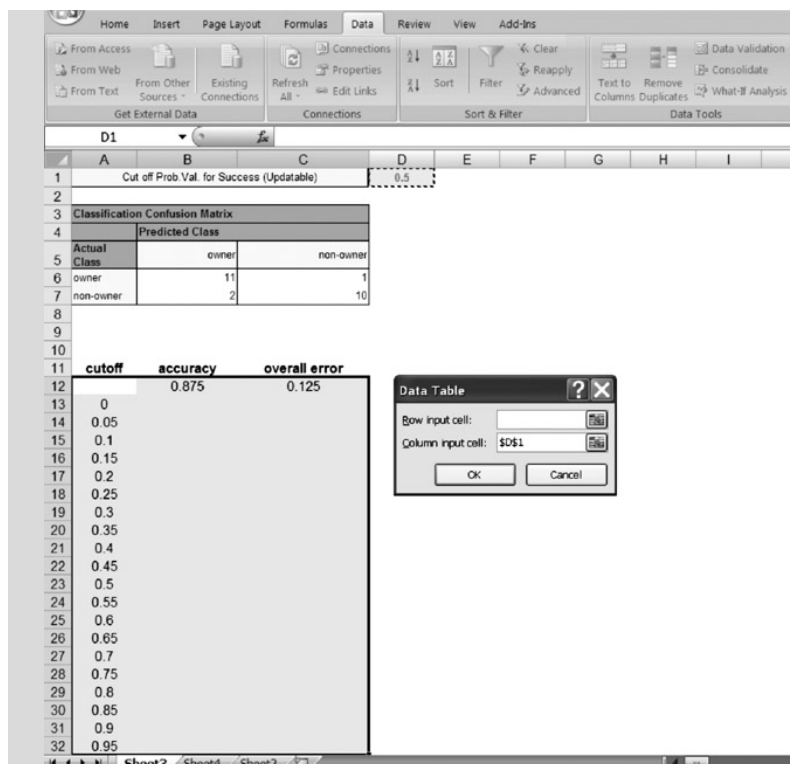 Home Insert Page Layout Formulas Data Review View Add-Ins
From Access
From Web
From Text
From Other Sources
Existing Connections
Get External Data
Refresh All
Connections
Properties
Edit Links
Connections
Sort
Filter
Clear
Reapply
Advanced
Sort & Filter
Text to Columns
Remove Duplicates
Data Validation
Consolidate
What-If Analysis
Data Tools
D1 fx
A B C D E F G H I
1 Cut off Prob.Val. for Success (Updatable) 0.5
2
3 Classification Confusion Matrix
4 Predicted Class
5 Actual Class owner non-owner
6 owner 11 1
7 non-owner 2 10
8
9
10
11 cutoff accuracy overall error
12 0.875 0.125
13 0
14 0.05
15 0.1
16 0.15
17 0.2
18 0.25
19 0.3
20 0.35
21 0.4
22 0.45
23 0.5
24 0.55
25 0.6
26 0.65
27 0.7
28 0.75
29 0.8
30 0.85
31 0.9
32 0.95
Data Table ? X
Row input cell:
Column input cell: $D$1
OK Cancel
Sheet3 Sheet4